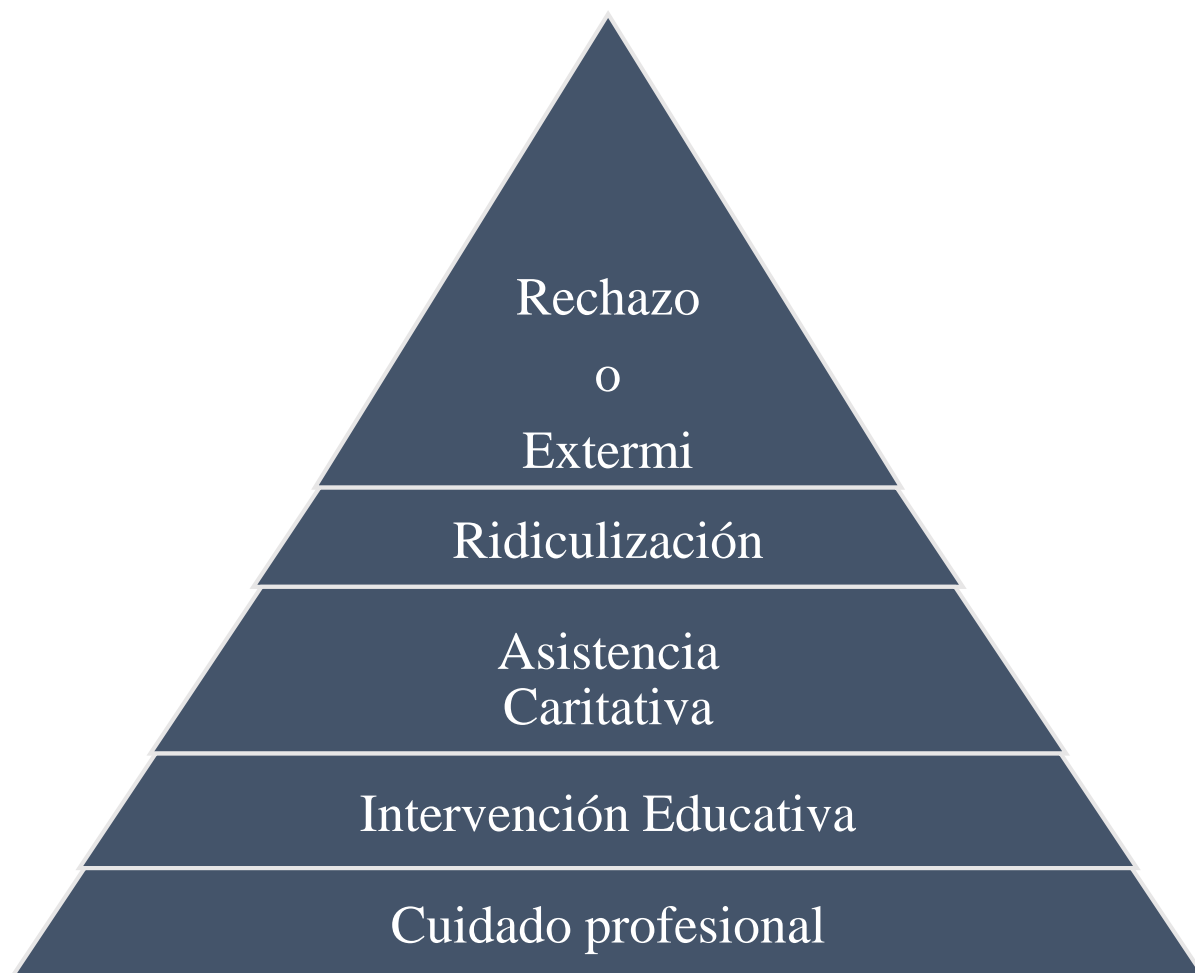 Rechazo
o
Extermi
Ridiculización
Asistencia
Caritativa
Intervención Educativa
Cuidado profesional